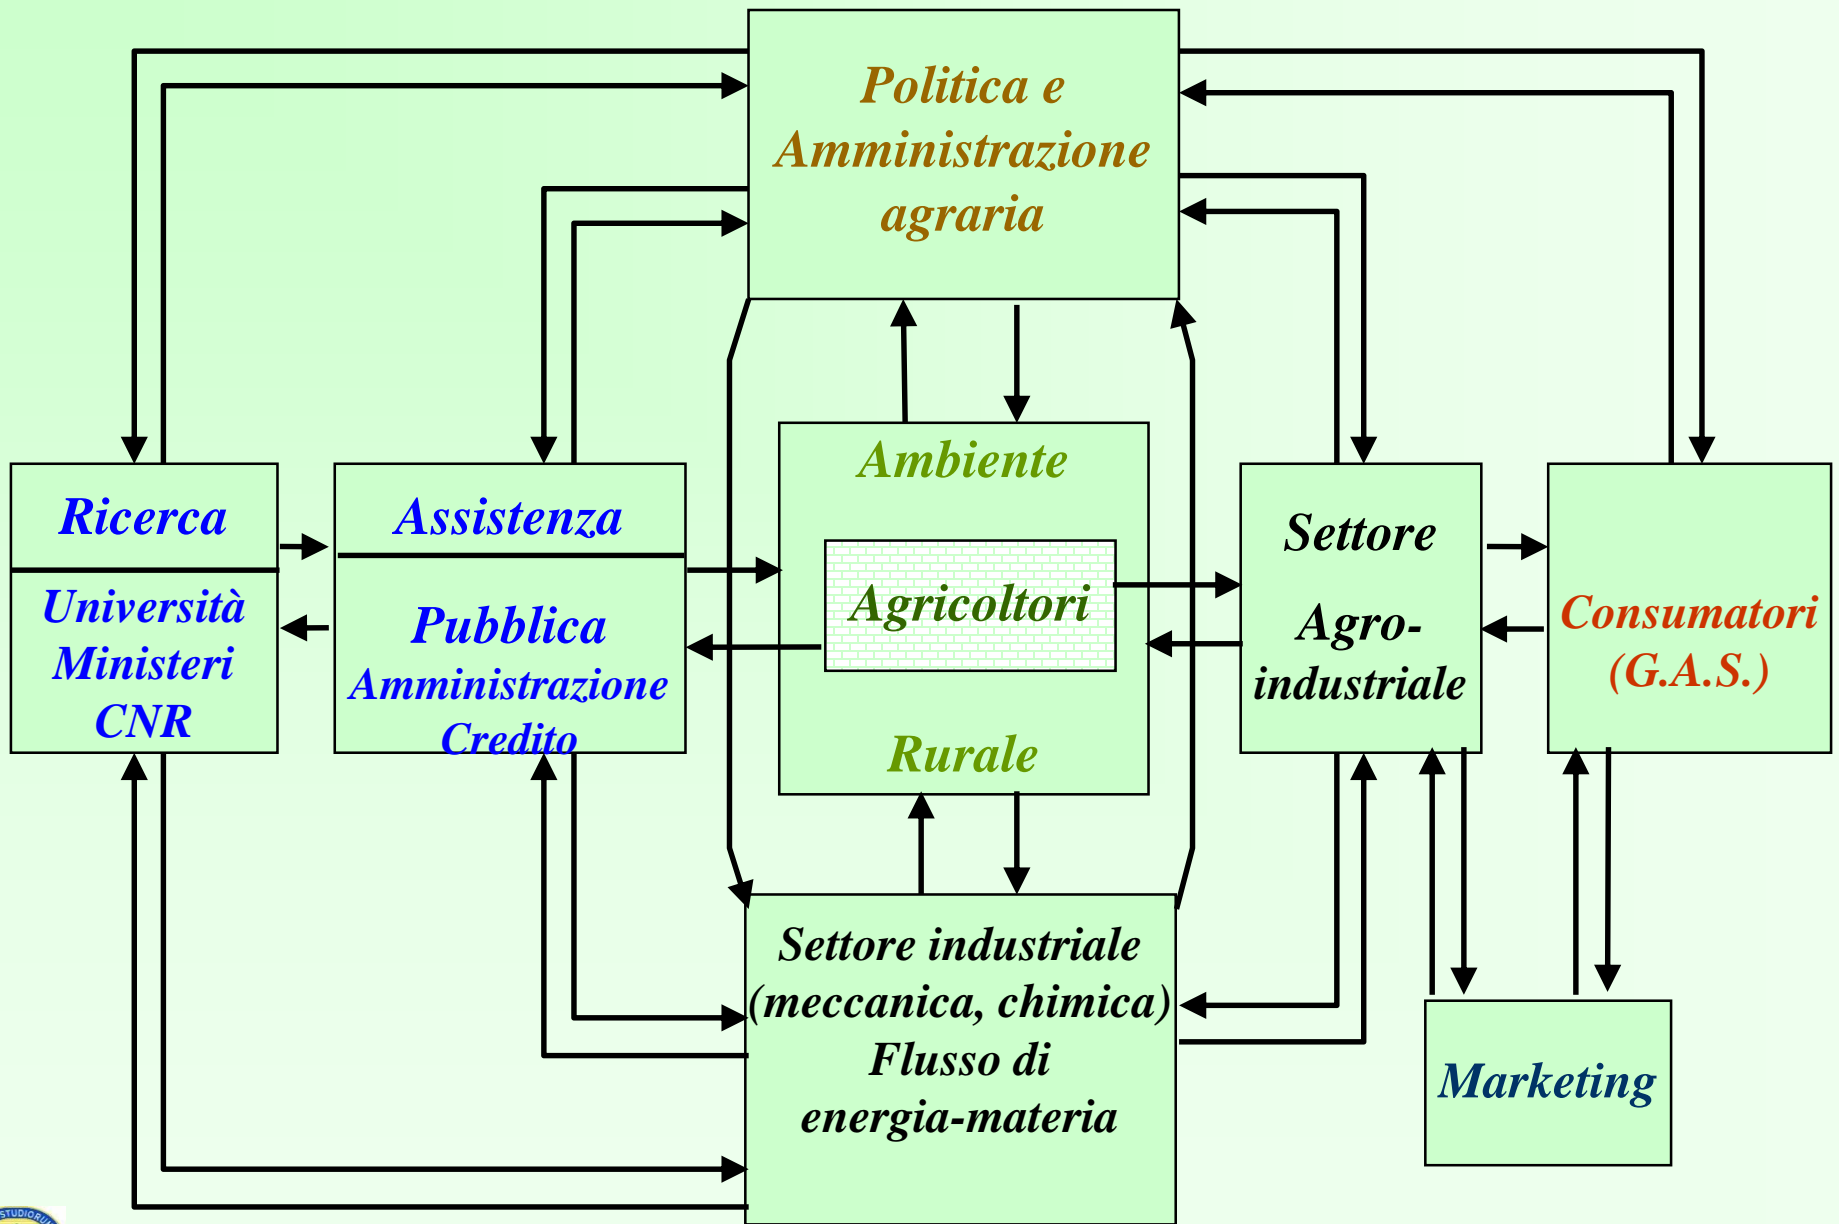 Politica e
Amministrazione
agraria
Ricerca
Università
Ministeri
CNR
Assistenza
Pubblica
Amministrazione
Credito
Ambiente
Agricoltori
Rurale
Settore
Agro-
industriale
Consumatori
(G.A.S.)
Settore industriale
(meccanica, chimica)
Flusso di
energia-materia
Marketing
STUDIORUM